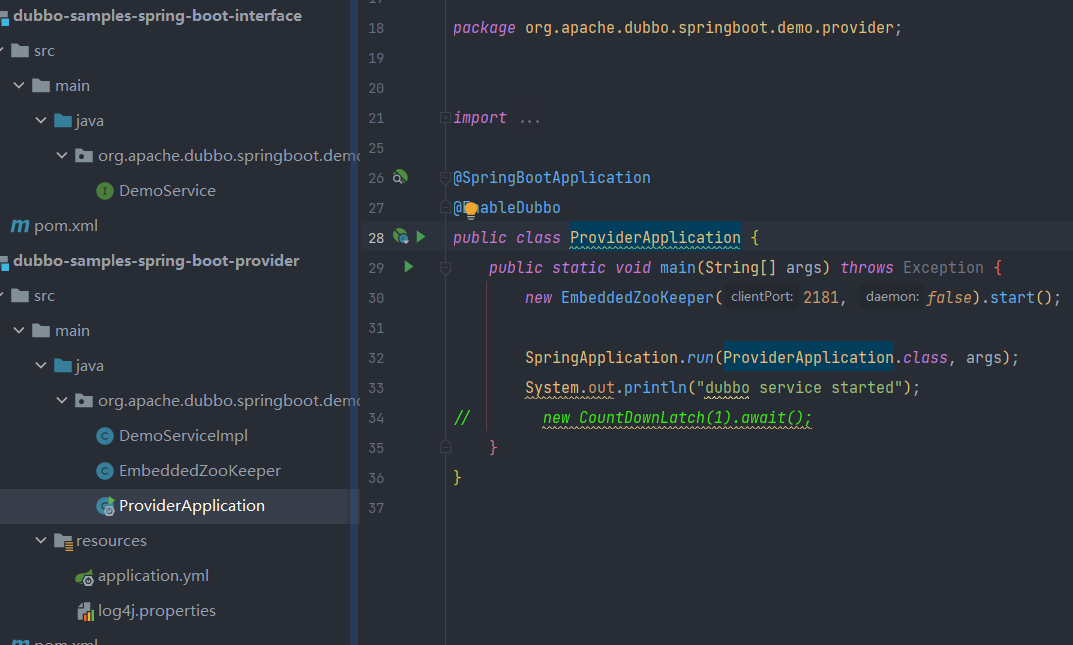 dubbo-samples-spring-boot-interface
src
main
java
org.apache.dubbo.springboot.demo
DemoService
pom.xml
dubbo-samples-spring-boot-provider
src
main
java
org.apache.dubbo.springboot.demo
DemoServiceImpl
EmbeddedZooKeeper
ProviderApplication
resources
application.yml
log4j.properties
pom.xml
17
18 package org.apache.dubbo.springboot.demo.provider;
19
20
21 import ...
25
26 @SpringBootApplication
27 @EnableDubbo
28 public class ProviderApplication {
29 public static void main(String[] args) throws Exception {
30 new EmbeddedZooKeeper( clientPort: 2181, daemon: false).start();
31
32 SpringApplication.run(ProviderApplication.class, args);
33 System.out.println("dubbo service started");
34 // new CountDownLatch(1).await();
35 }
36 }
37